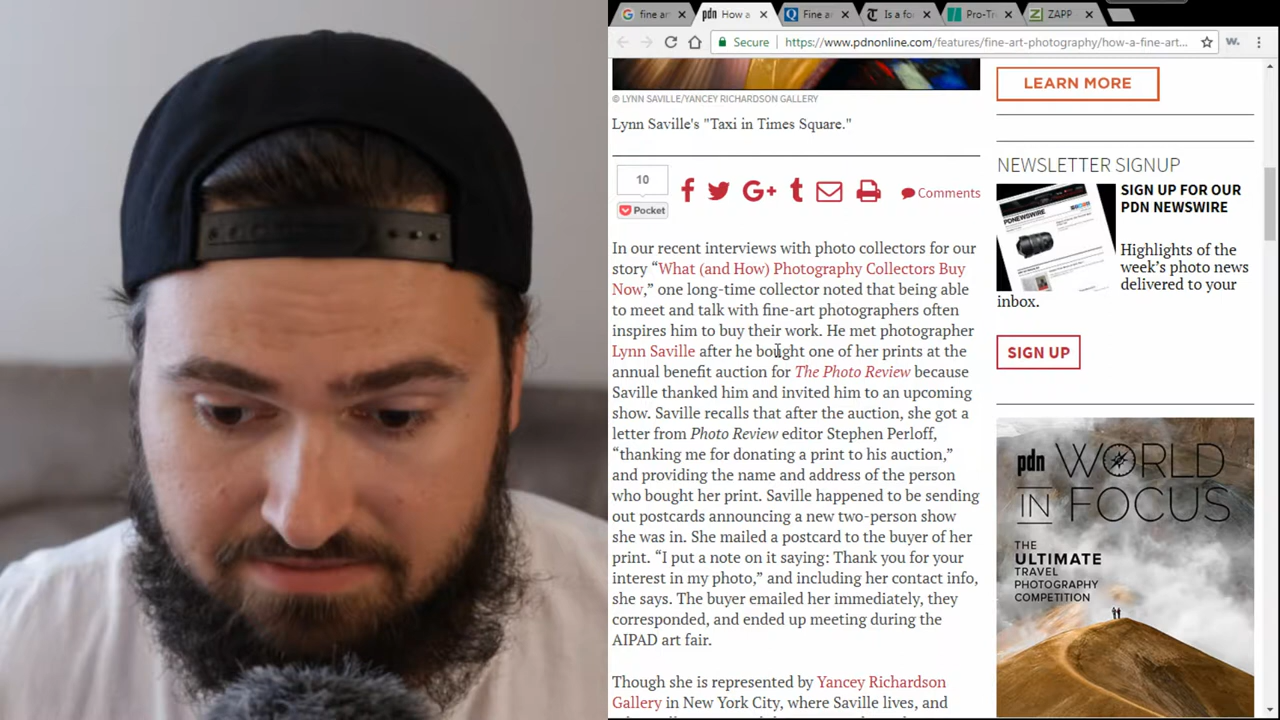 fine ar
pdn How a
Fine a
Is a fo
Pro-Tr
ZAPP
Secure
https://www.pdnonline.com/features/fine-art-photography/how-a-fine-art...
© LYNN SAVILLE/YANCEY RICHARDSON GALLERY
Lynn Saville's "Taxi in Times Square."
10
Pocket
Comments
In our recent interviews with photo collectors for our
story “What (and How) Photography Collectors Buy
Now,” one long-time collector noted that being able
to meet and talk with fine-art photographers often
inspires him to buy their work. He met photographer
Lynn Saville after he bought one of her prints at the
annual benefit auction for The Photo Review because
Saville thanked him and invited him to an upcoming
show. Saville recalls that after the auction, she got a
letter from Photo Review editor Stephen Perloff,
“thanking me for donating a print to his auction,”
and providing the name and address of the person
who bought her print. Saville happened to be sending
out postcards announcing a new two-person show
she was in. She mailed a postcard to the buyer of her
print. “I put a note on it saying: Thank you for your
interest in my photo,” and including her contact info,
she says. The buyer emailed her immediately, they
corresponded, and ended up meeting during the
AIPAD art fair.
Though she is represented by Yancey Richardson
Gallery in New York City, where Saville lives, and
LEARN MORE
NEWSLETTER SIGNUP
SIGN UP FOR OUR
PDN NEWSWIRE
Highlights of the
week’s photo news
delivered to your
inbox.
SIGN UP
pdn WORLD
IN FOCUS
THE
ULTIMATE
TRAVEL
PHOTOGRAPHY
COMPETITION